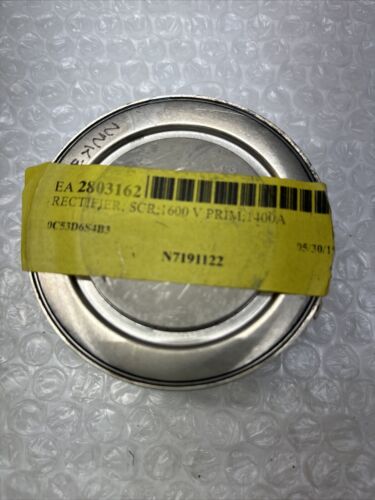 EA 2803162
RECTIFIER, SCR,1600 V PRIM,1400A
0C53D6S4B3
05/30/1
N7191122